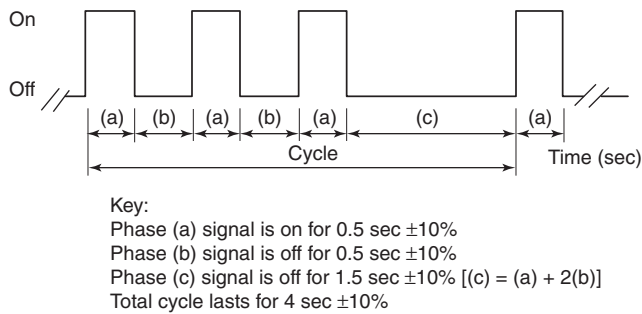 On
Off
(a) (b) (a) (b) (a) (c) (a)
Cycle
Time (sec)
Key:
Phase (a) signal is on for 0.5 sec ±10%
Phase (b) signal is off for 0.5 sec ±10%
Phase (c) signal is off for 1.5 sec ±10% [(c) = (a) + 2(b)]
Total cycle lasts for 4 sec ±10%